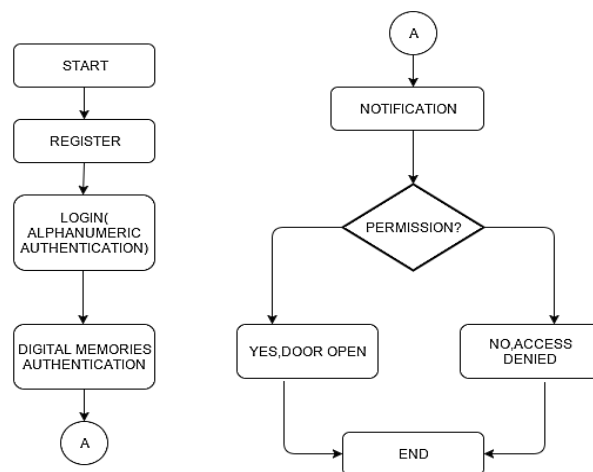 START
REGISTER
LOGIN(
ALPHANUMERIC
AUTHENTICATION)
DIGITAL MEMORIES
AUTHENTICATION
A
A
NOTIFICATION
PERMISSION?
YES,DOOR OPEN
NO,ACCESS
DENIED
END